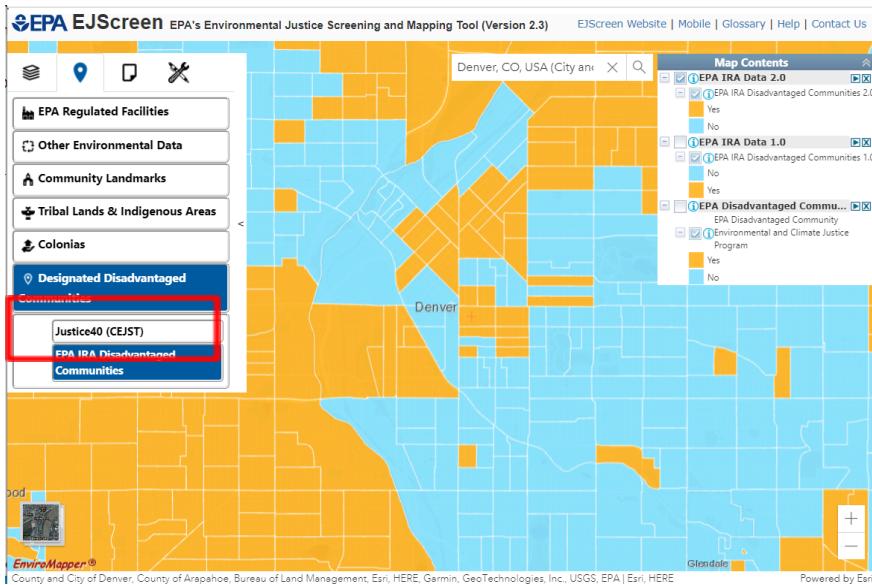 EPA EJScreen EPA's Environmental Justice Screening and Mapping Tool (Version 2.3)
EJScreen Website | Mobile | Glossary | Help | Contact Us
EPA Regulated Facilities
Other Environmental Data
Community Landmarks
Tribal Lands & Indigenous Areas
Colonias
Designated Disadvantaged
Communities
Justice40 (CEJST)
EPA IRA Disadvantaged
Communities
<
Denver, CO, USA (City and
Map Contents
EPA IRA Data 2.0
EPA IRA Disadvantaged Communities 2.0
Yes
No
EPA IRA Data 1.0
EPA IRA Disadvantaged Communities 1.0
No
Yes
EPA Disadvantaged Commu...
EPA Disadvantaged Community
Environmental and Climate Justice
Program
Yes
No
Denver
ood
Glendale
EnviroMapper®
County and City of Denver, County of Arapahoe, Bureau of Land Management, Esri, HERE, Garmin, GeoTechnologies, Inc., USGS, EPA | Esri, HERE
Powered by Esri